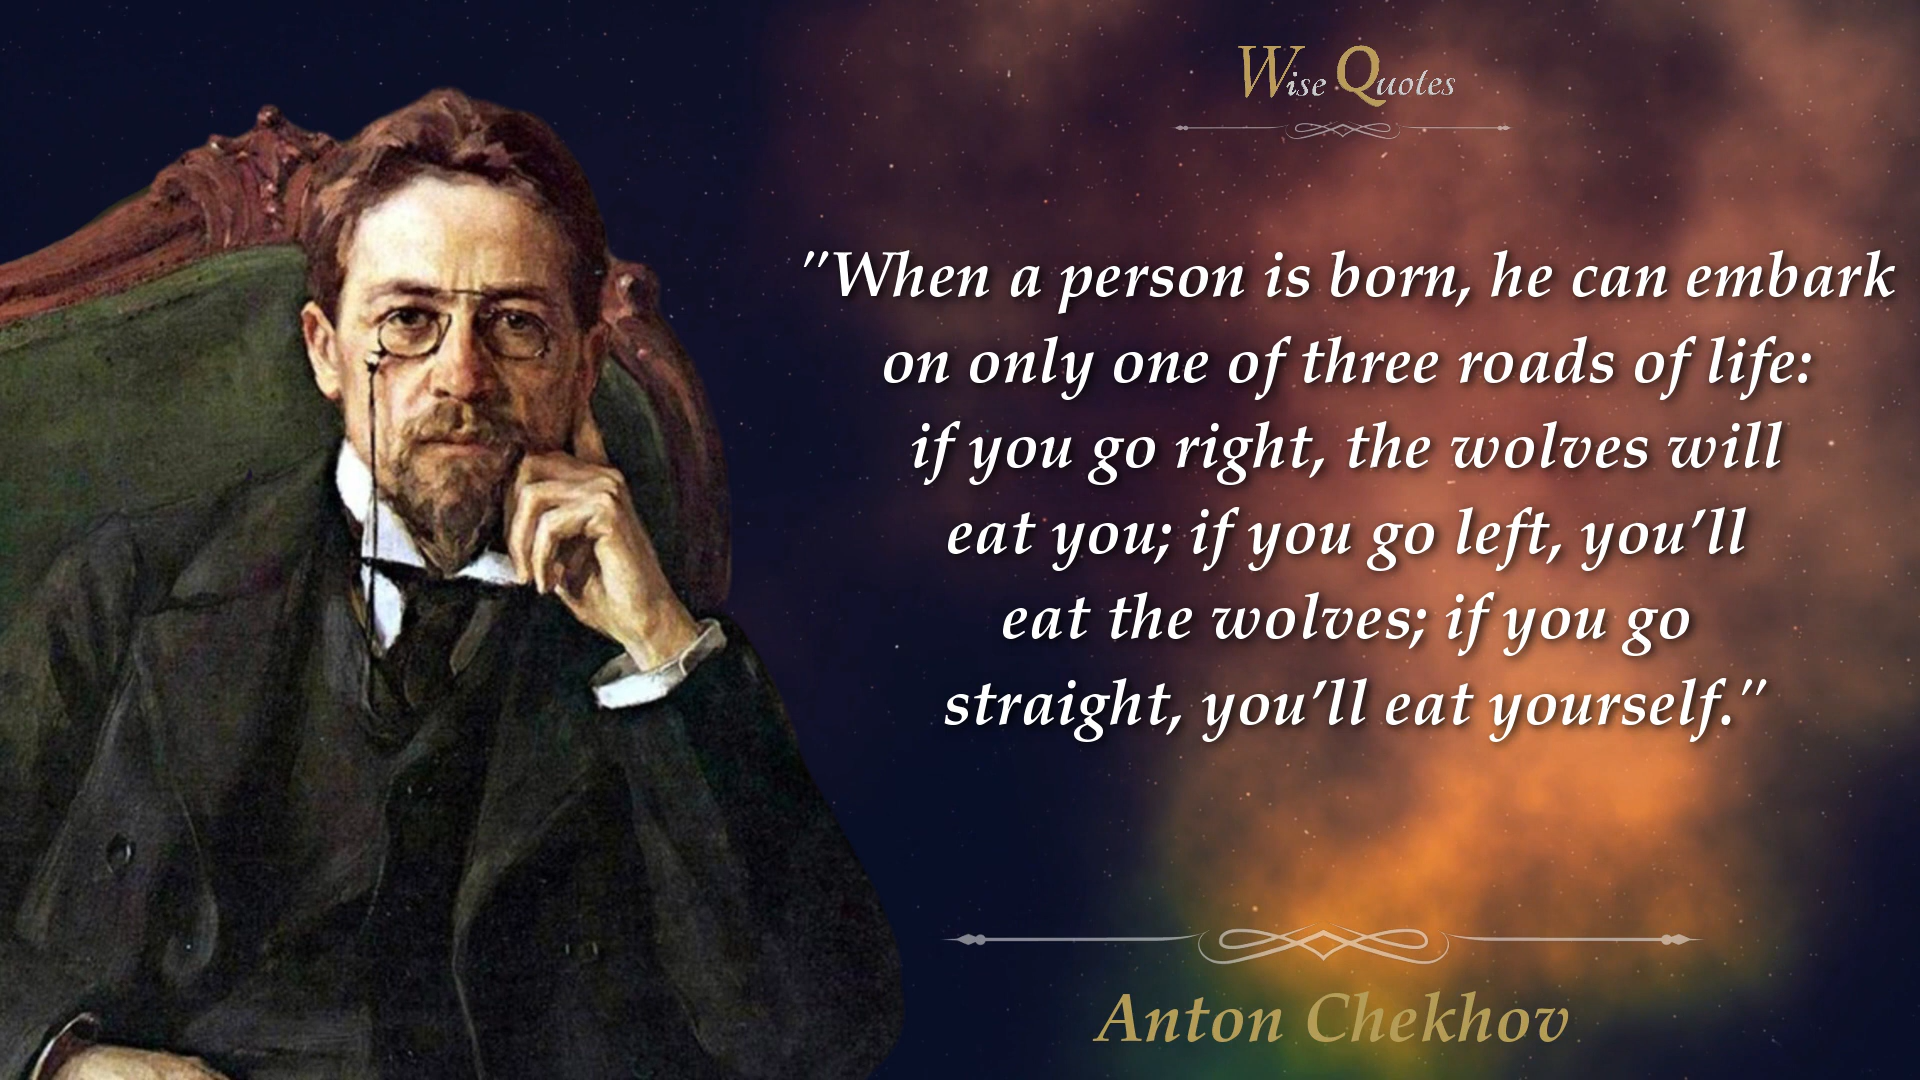 Wise Quotes
"When a person is born, he can embark
on only one of three roads of life:
if you go right, the wolves will
eat you; if you go left, you’ll
eat the wolves; if you go
straight, you’ll eat yourself."
Anton Chekhov